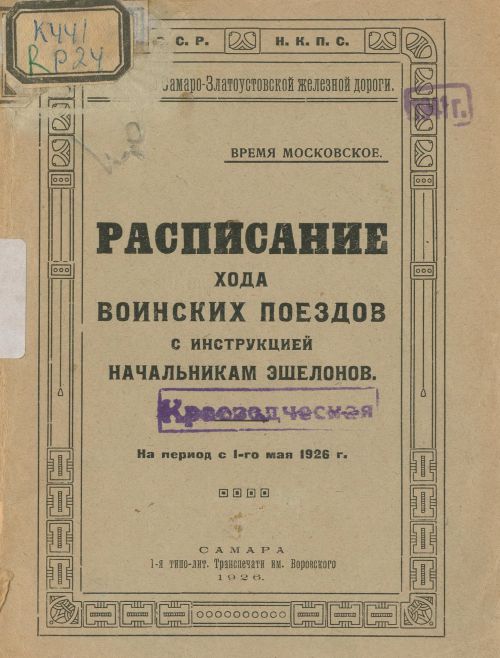 К441
Rр24
С. Р.
Н. К. П. С.
Самаро-Златоустовской железной дороги.
ВРЕМЯ МОСКОВСКОЕ.
РАСПИСАНИЕ
ХОДА
ВОИНСКИХ ПОЕЗДОВ
С ИНСТРУКЦИЕЙ
НАЧАЛЬНИКАМ ЭШЕЛОНОВ.
Краеведческая
На период с 1-го мая 1926 г.
САМАРА
1-я типо-лит. Транспечати им. Воровского
1926.